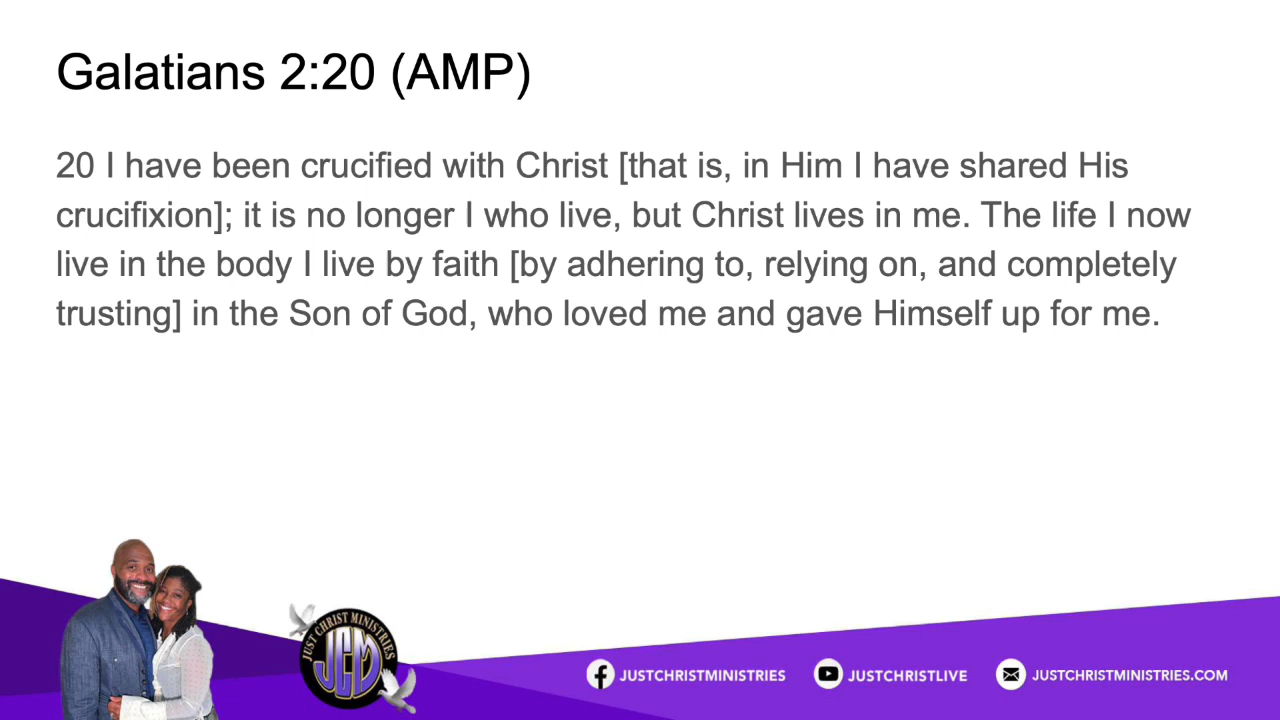 Galatians 2:20 (AMP)
20 I have been crucified with Christ [that is, in Him I have shared His
crucifixion]; it is no longer I who live, but Christ lives in me. The life I now
live in the body I live by faith [by adhering to, relying on, and completely
trusting] in the Son of God, who loved me and gave Himself up for me.
JUST CHRIST MINISTRIES
JCM
JUSTCHRISTMINISTRIES
JUSTCHRISTLIVE
JUSTCHRISTMINISTRIES.COM